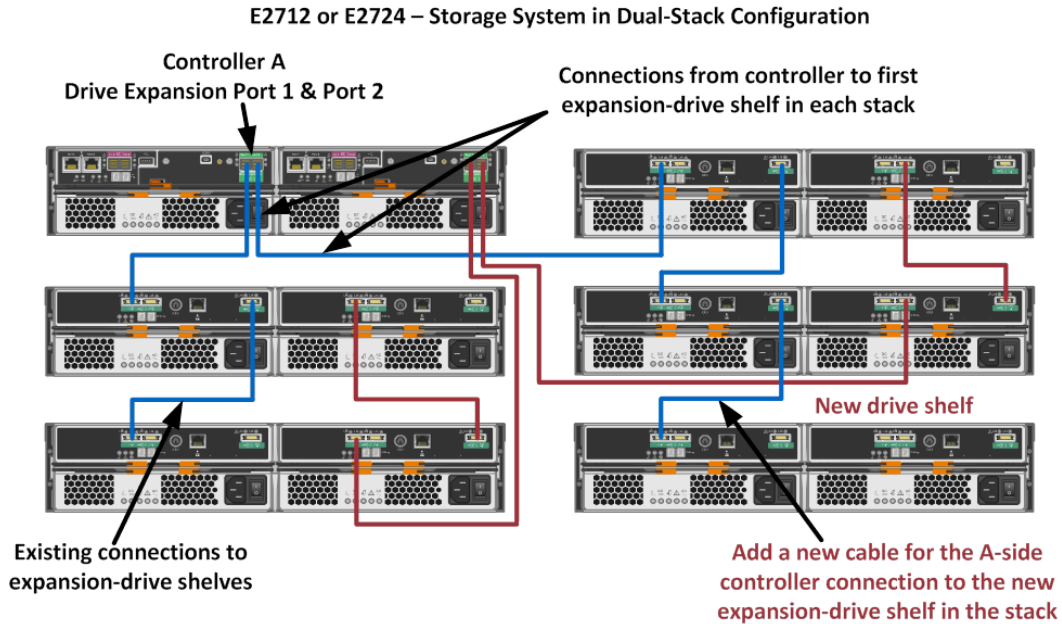 E2712 or E2724 – Storage System in Dual-Stack Configuration
Controller A
Drive Expansion Port 1 & Port 2
Connections from controller to first
expansion-drive shelf in each stack
New drive shelf
Existing connections to
expansion-drive shelves
Add a new cable for the A-side
controller connection to the new
expansion-drive shelf in the stack